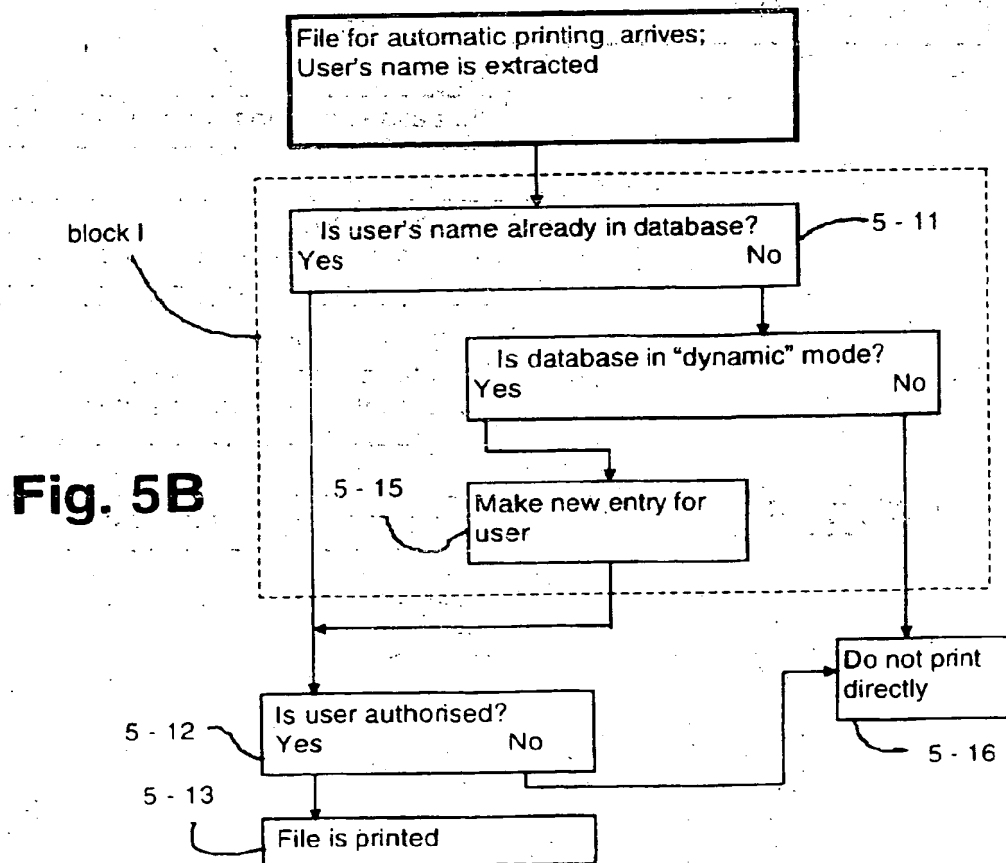 File for automatic printing arrives;
User's name is extracted
block I
Is user's name already in database?
Yes No
5 - 11
Is database in "dynamic" mode?
Yes No
Fig. 5B
5 - 15
Make new entry for
user
Do not print
directly
5 - 16
Is user authorised?
Yes No
5 - 12
5 - 13
File is printed